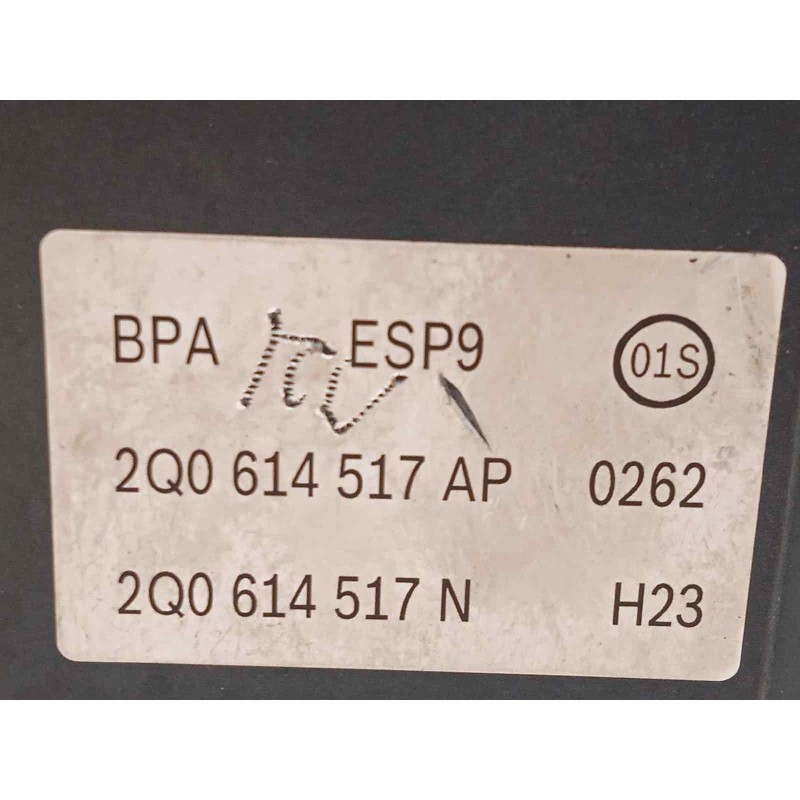 BPA ESP9 01S
2Q0 614 517 AP 0262
2Q0 614 517 N H23